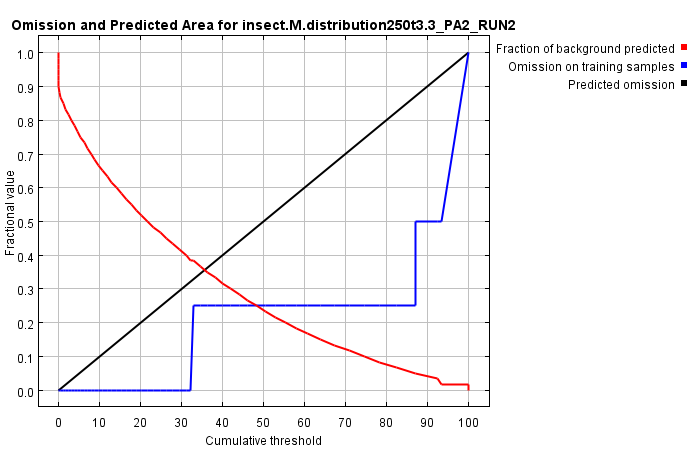 Omission and Predicted Area for insect.M.distribution250t3.3_PA2_RUN2
Fraction of background predicted
Omission on training samples
Predicted omission
Fractional value
1.0
0.9
0.8
0.7
0.6
0.5
0.4
0.3
0.2
0.1
0.0
0 10 20 30 40 50 60 70 80 90 100
Cumulative threshold